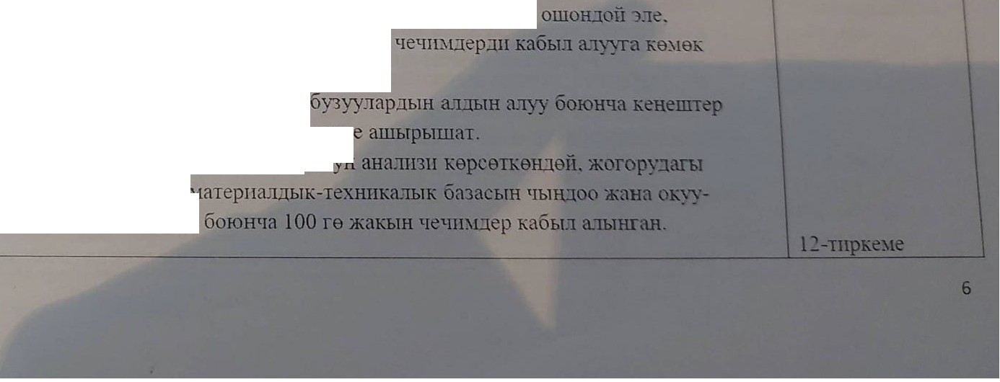 ошондой эле,
чечимдерди кабыл алууга көмөк
бузуулардын алдын алуу боюнча кеңештер
ашырышат.
анализи көрсөткөндөй, жогорудагы
материалдык-техникалык базасын чыңдоо жана окуу-
боюнча 100 гө жакын чечимдер кабыл алынган.
12-тиркеме
6